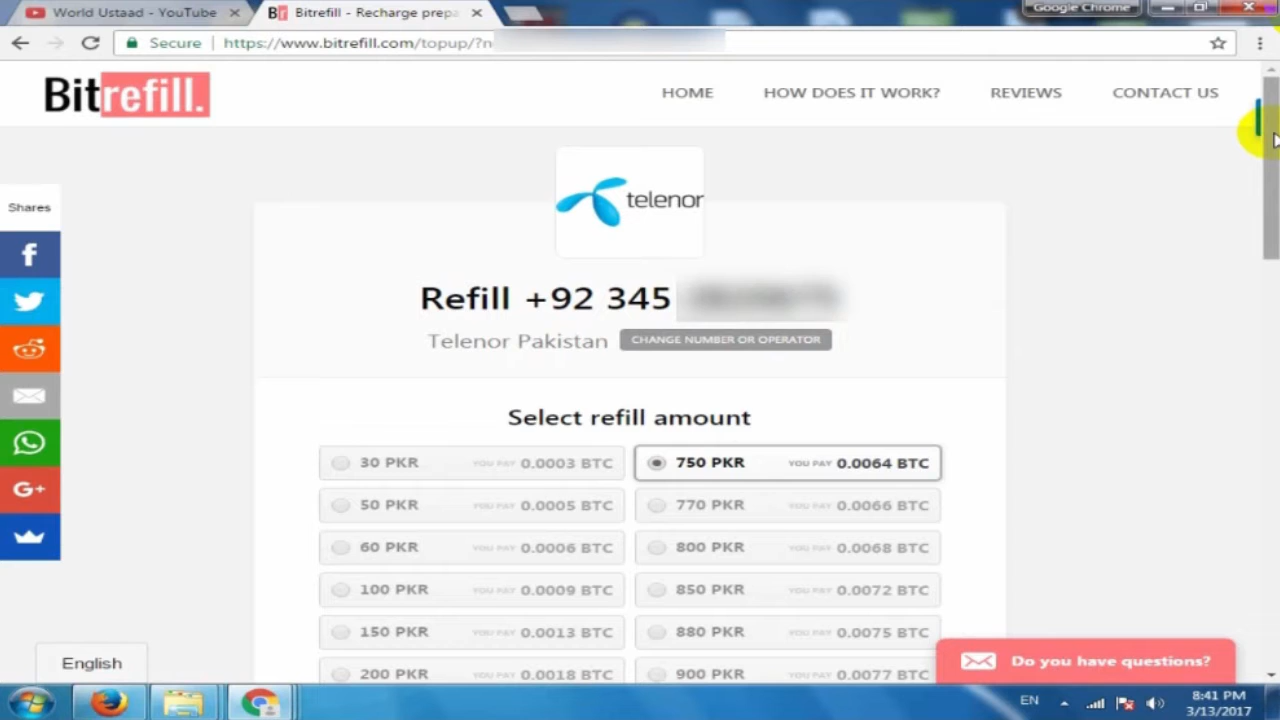 World Ustaad - YouTube
Br Bitrefill - Recharge prepa
Google Chrome
Secure https://www.bitrefill.com/topup/?n
Bitrefill.
HOME HOW DOES IT WORK? REVIEWS CONTACT US
telenor
Shares
Refill +92 345
Telenor Pakistan CHANGE NUMBER OR OPERATOR
Select refill amount
30 PKR YOU PAY 0.0003 BTC 750 PKR YOU PAY 0.0064 BTC
50 PKR YOU PAY 0.0005 BTC 770 PKR YOU PAY 0.0066 BTC
60 PKR YOU PAY 0.0006 BTC 800 PKR YOU PAY 0.0068 BTC
100 PKR YOU PAY 0.0009 BTC 850 PKR YOU PAY 0.0072 BTC
150 PKR YOU PAY 0.0013 BTC 880 PKR YOU PAY 0.0075 BTC
200 PKR YOU PAY 0.0018 BTC 900 PKR YOU PAY 0.0077 BTC
G+
English
Do you have questions?
EN
8:41 PM
3/13/2017